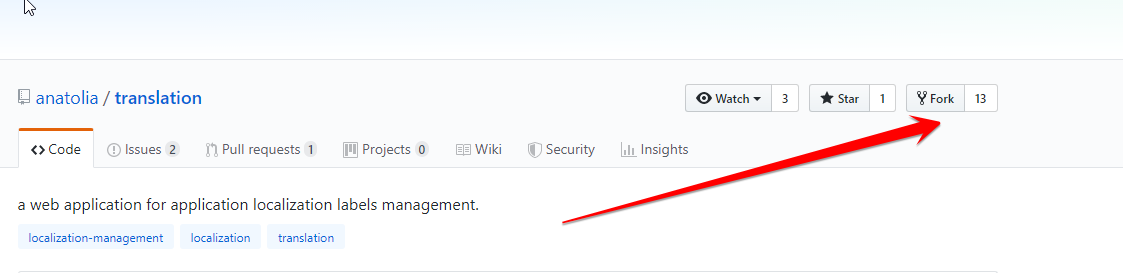 anatolia / translation
Watch 3 Star 1 Fork 13
Code Issues 2 Pull requests 1 Projects 0 Wiki Security Insights
a web application for application localization labels management.
localization-management localization translation